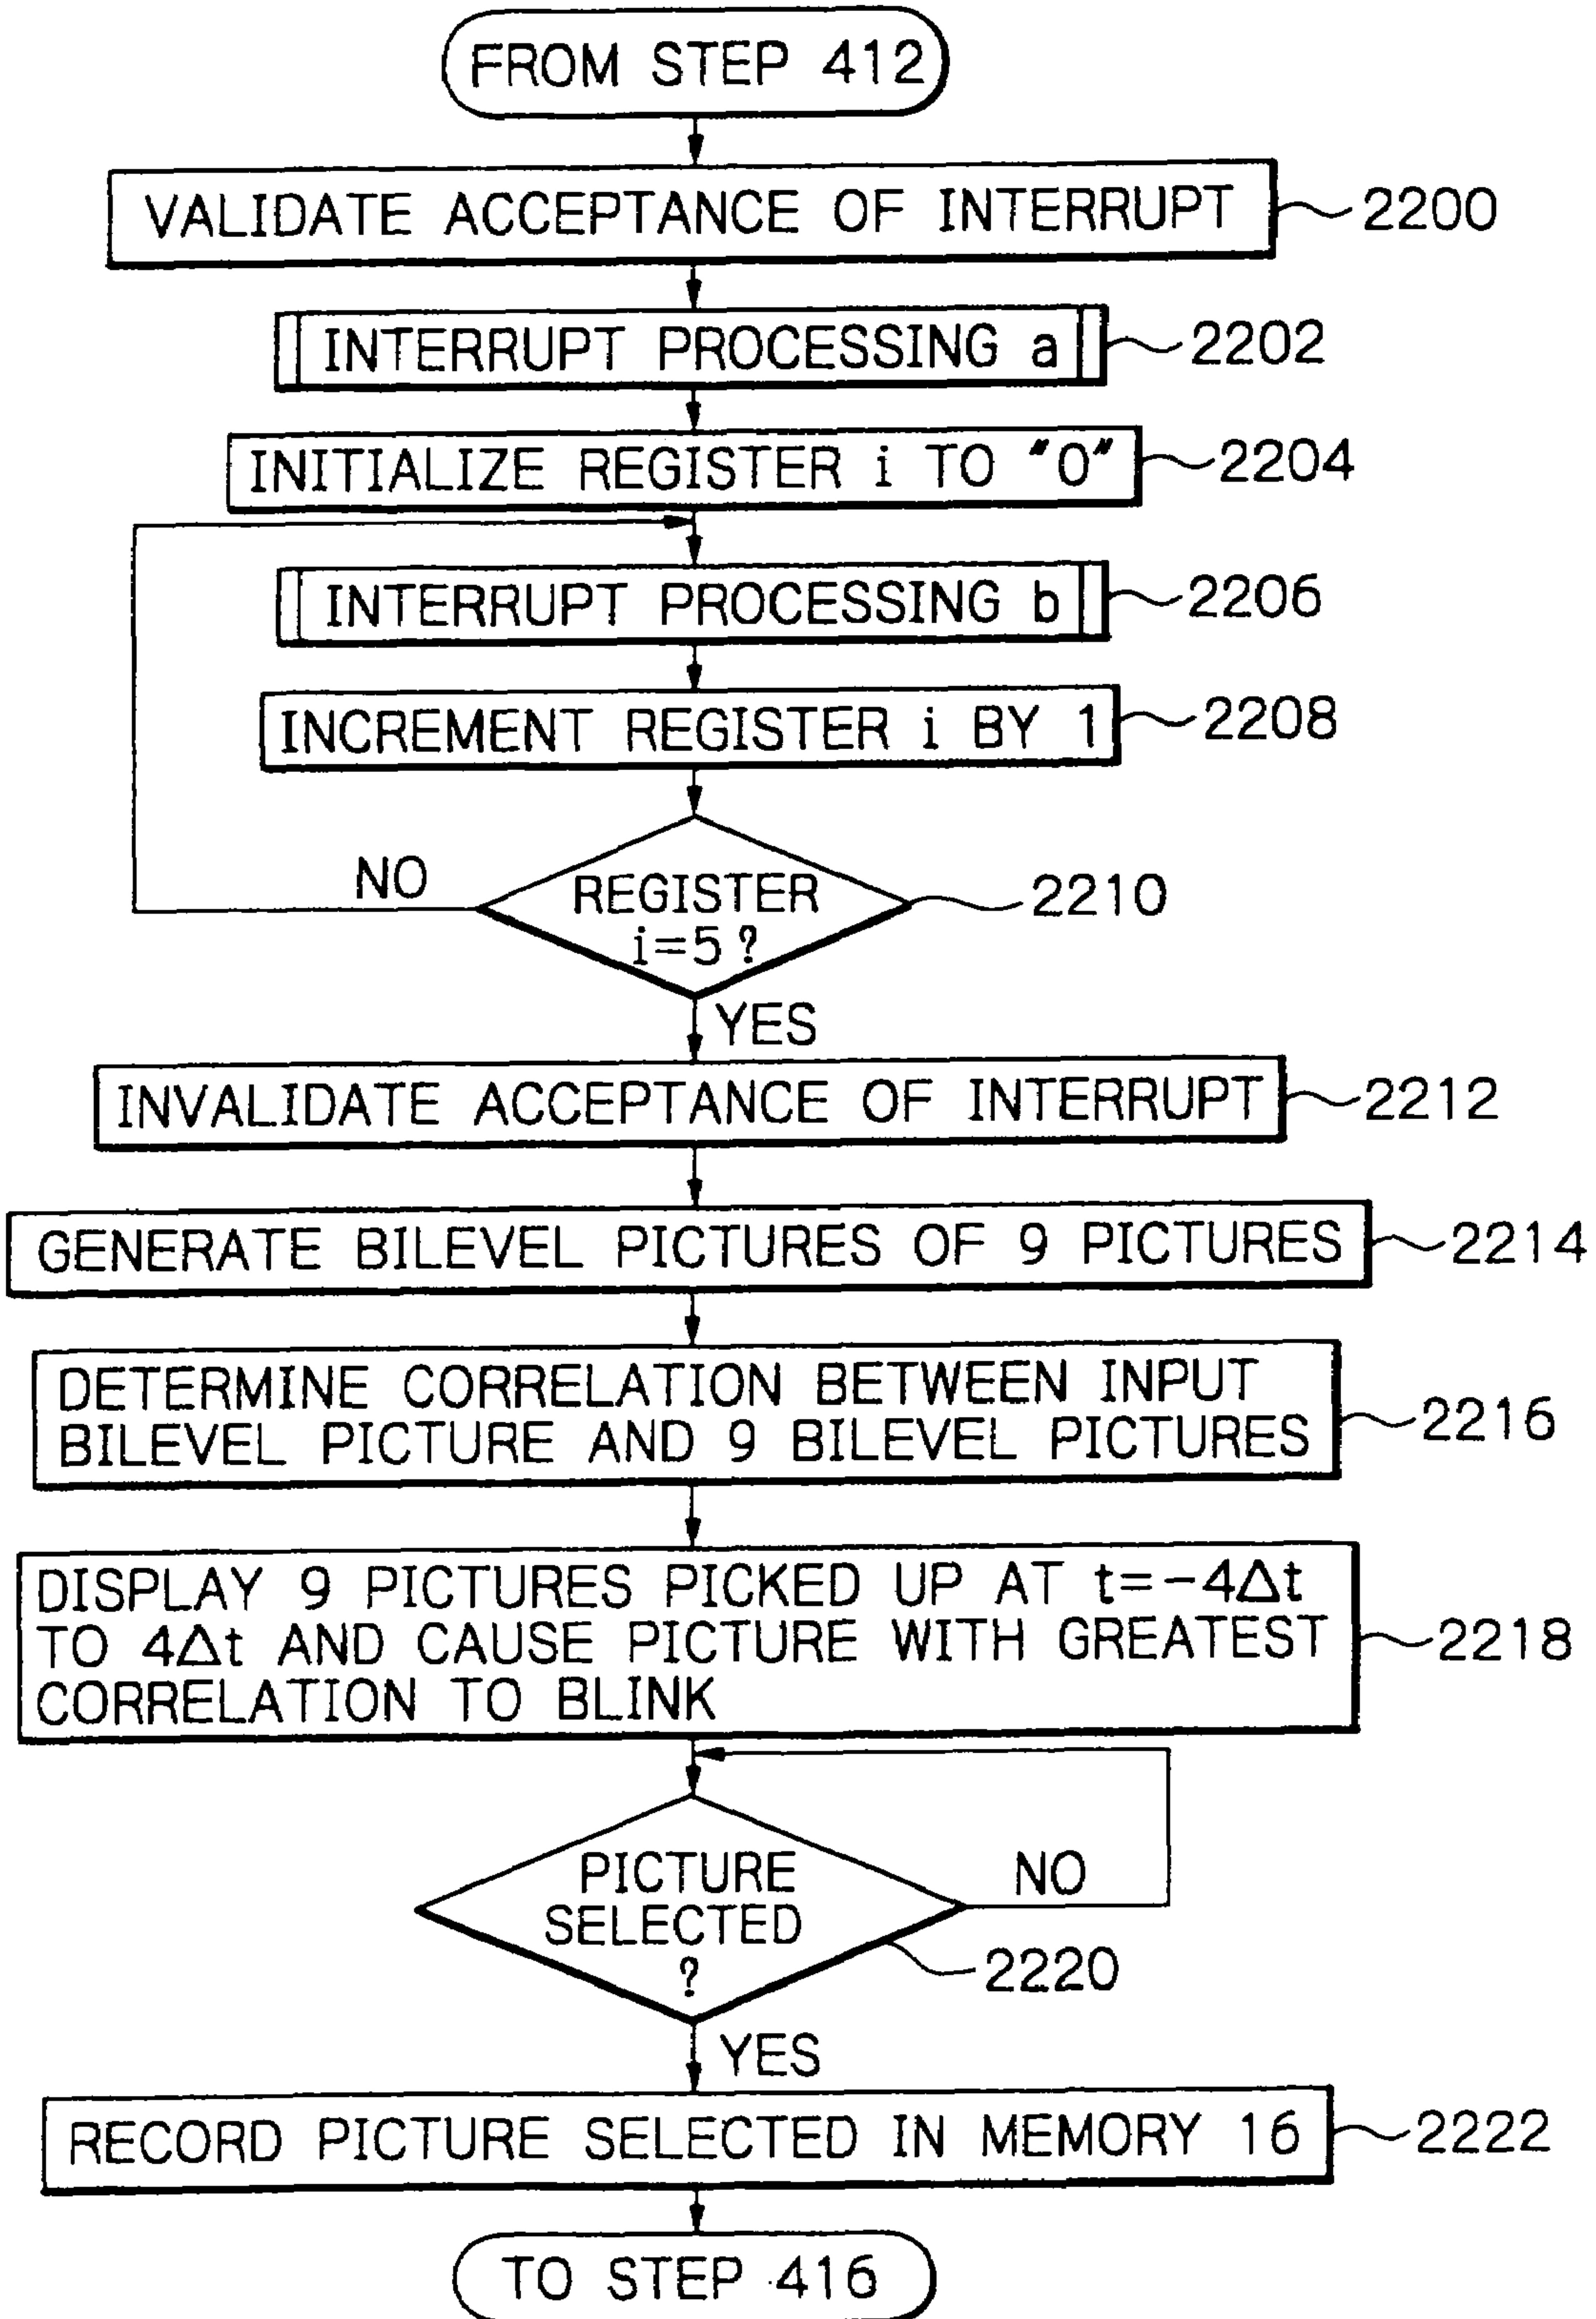 FROM STEP 412
VALIDATE ACCEPTANCE OF INTERRUPT
2200
INTERRUPT PROCESSING a
2202
INITIALIZE REGISTER i TO "0"
2204
INTERRUPT PROCESSING b
2206
INCREMENT REGISTER i BY 1
2208
NO
REGISTER
i=5?
2210
YES
INVALIDATE ACCEPTANCE OF INTERRUPT
2212
GENERATE BILEVEL PICTURES OF 9 PICTURES
2214
DETERMINE CORRELATION BETWEEN INPUT
BILEVEL PICTURE AND 9 BILEVEL PICTURES
2216
DISPLAY 9 PICTURES PICKED UP AT t=-4Δt
TO 4Δt AND CAUSE PICTURE WITH GREATEST
CORRELATION TO BLINK
2218
PICTURE
SELECTED
?
NO
2220
YES
RECORD PICTURE SELECTED IN MEMORY 16
2222
TO STEP 416